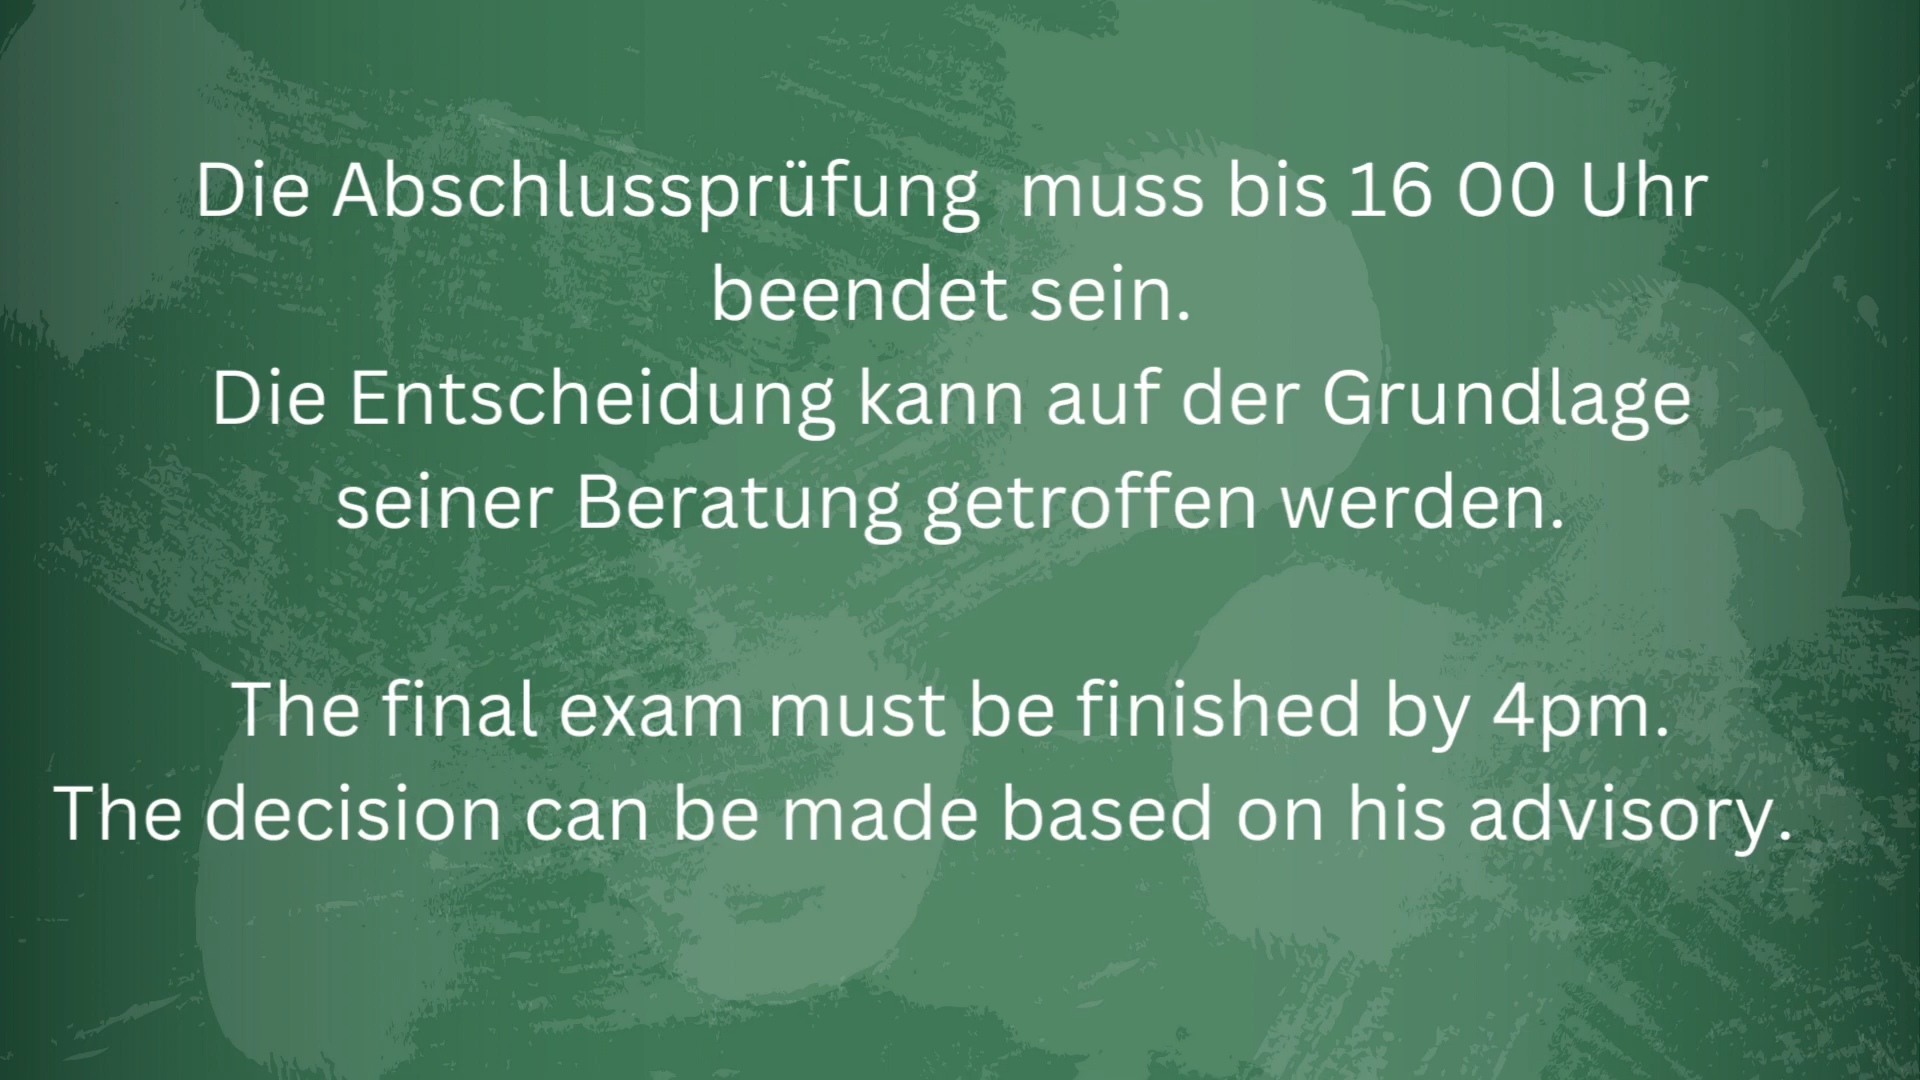 Die Abschlussprüfung  muss bis 16 00 Uhr
beendet sein.
Die Entscheidung kann auf der Grundlage
seiner Beratung getroffen werden.
The final exam must be finished by 4pm.
The decision can be made based on his advisory.